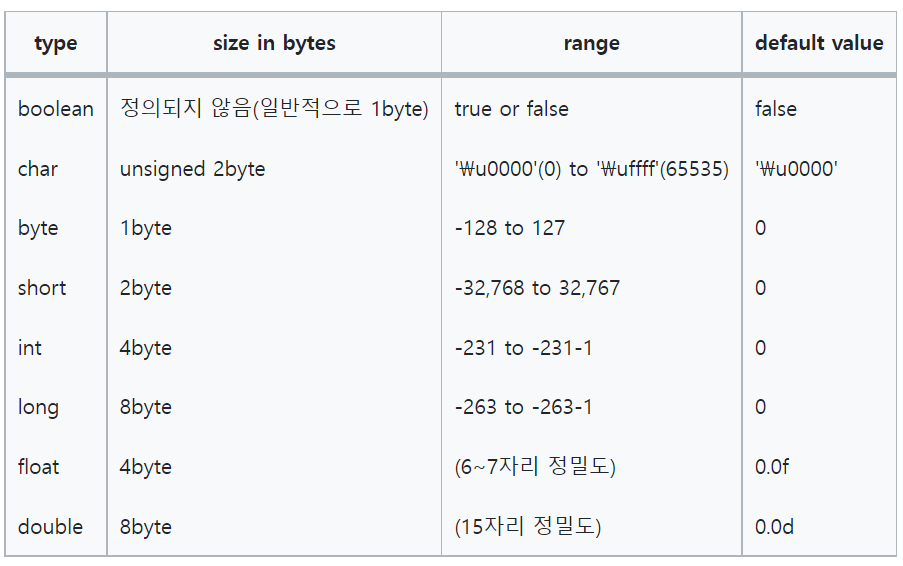 type size in bytes range default value
boolean 정의되지 않음(일반적으로 1byte) true or false false
char unsigned 2byte '₩u0000'(0) to '₩uffff'(65535) '₩u0000'
byte 1byte -128 to 127 0
short 2byte -32,768 to 32,767 0
int 4byte -231 to -231-1 0
long 8byte -263 to -263-1 0
float 4byte (6~7자리 정밀도) 0.0f
double 8byte (15자리 정밀도) 0.0d